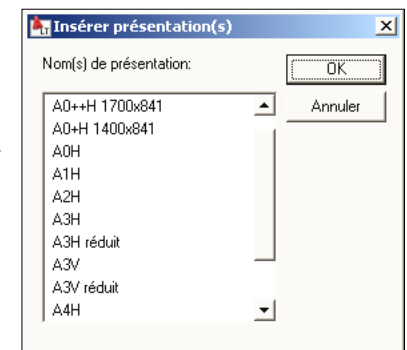 Insérer présentation(s)
Nom(s) de présentation:
OK
Annuler
A0++H 1700x841
A0+H 1400x841
A0H
A1H
A2H
A3H
A3H réduit
A3V
A3V réduit
A4H